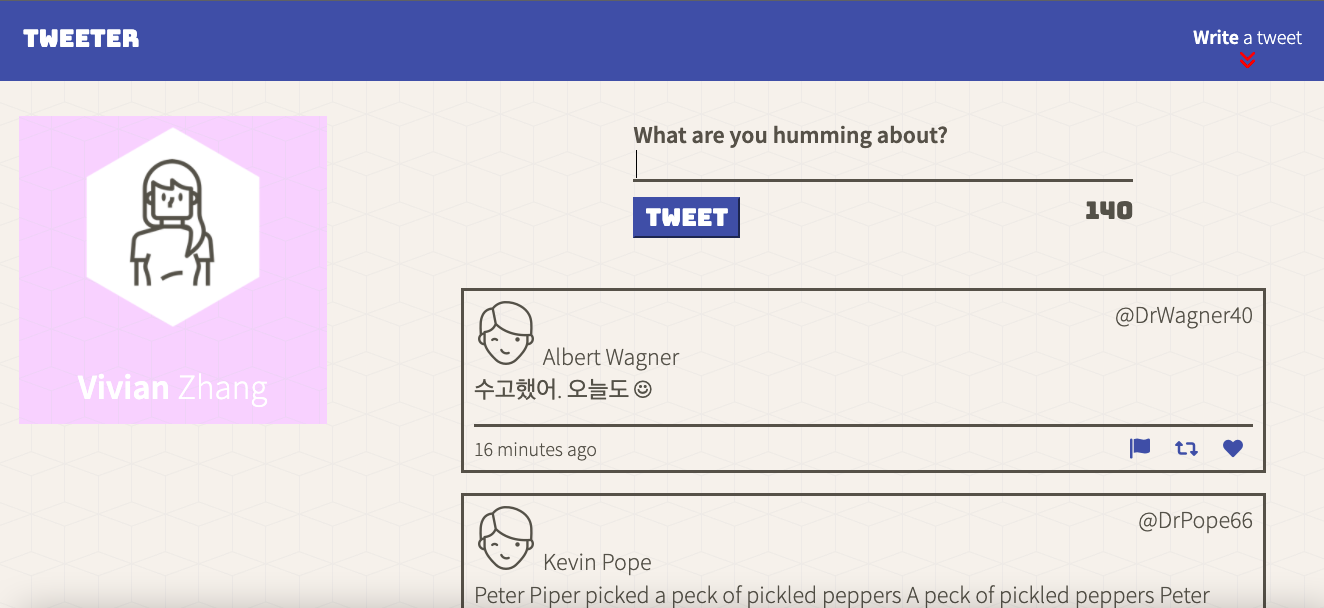 TWEETER
Write a tweet
Vivian Zhang
What are you humming about?
TWEET
140
@DrWagner40
Albert Wagner
수고했어. 오늘도 ☺
16 minutes ago
@DrPope66
Kevin Pope
Peter Piper picked a peck of pickled peppers A peck of pickled peppers Peter